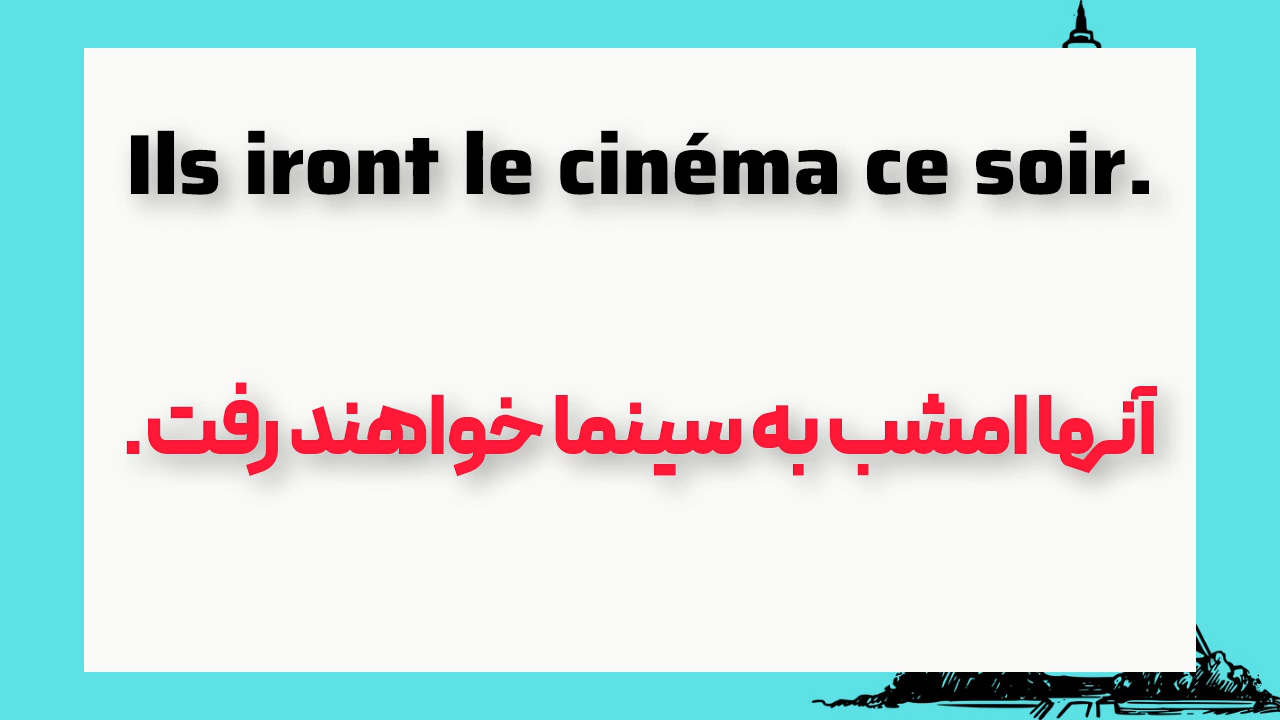 Ils iront le cinéma ce soir.
آنها امشب به سینما خواهند رفت.